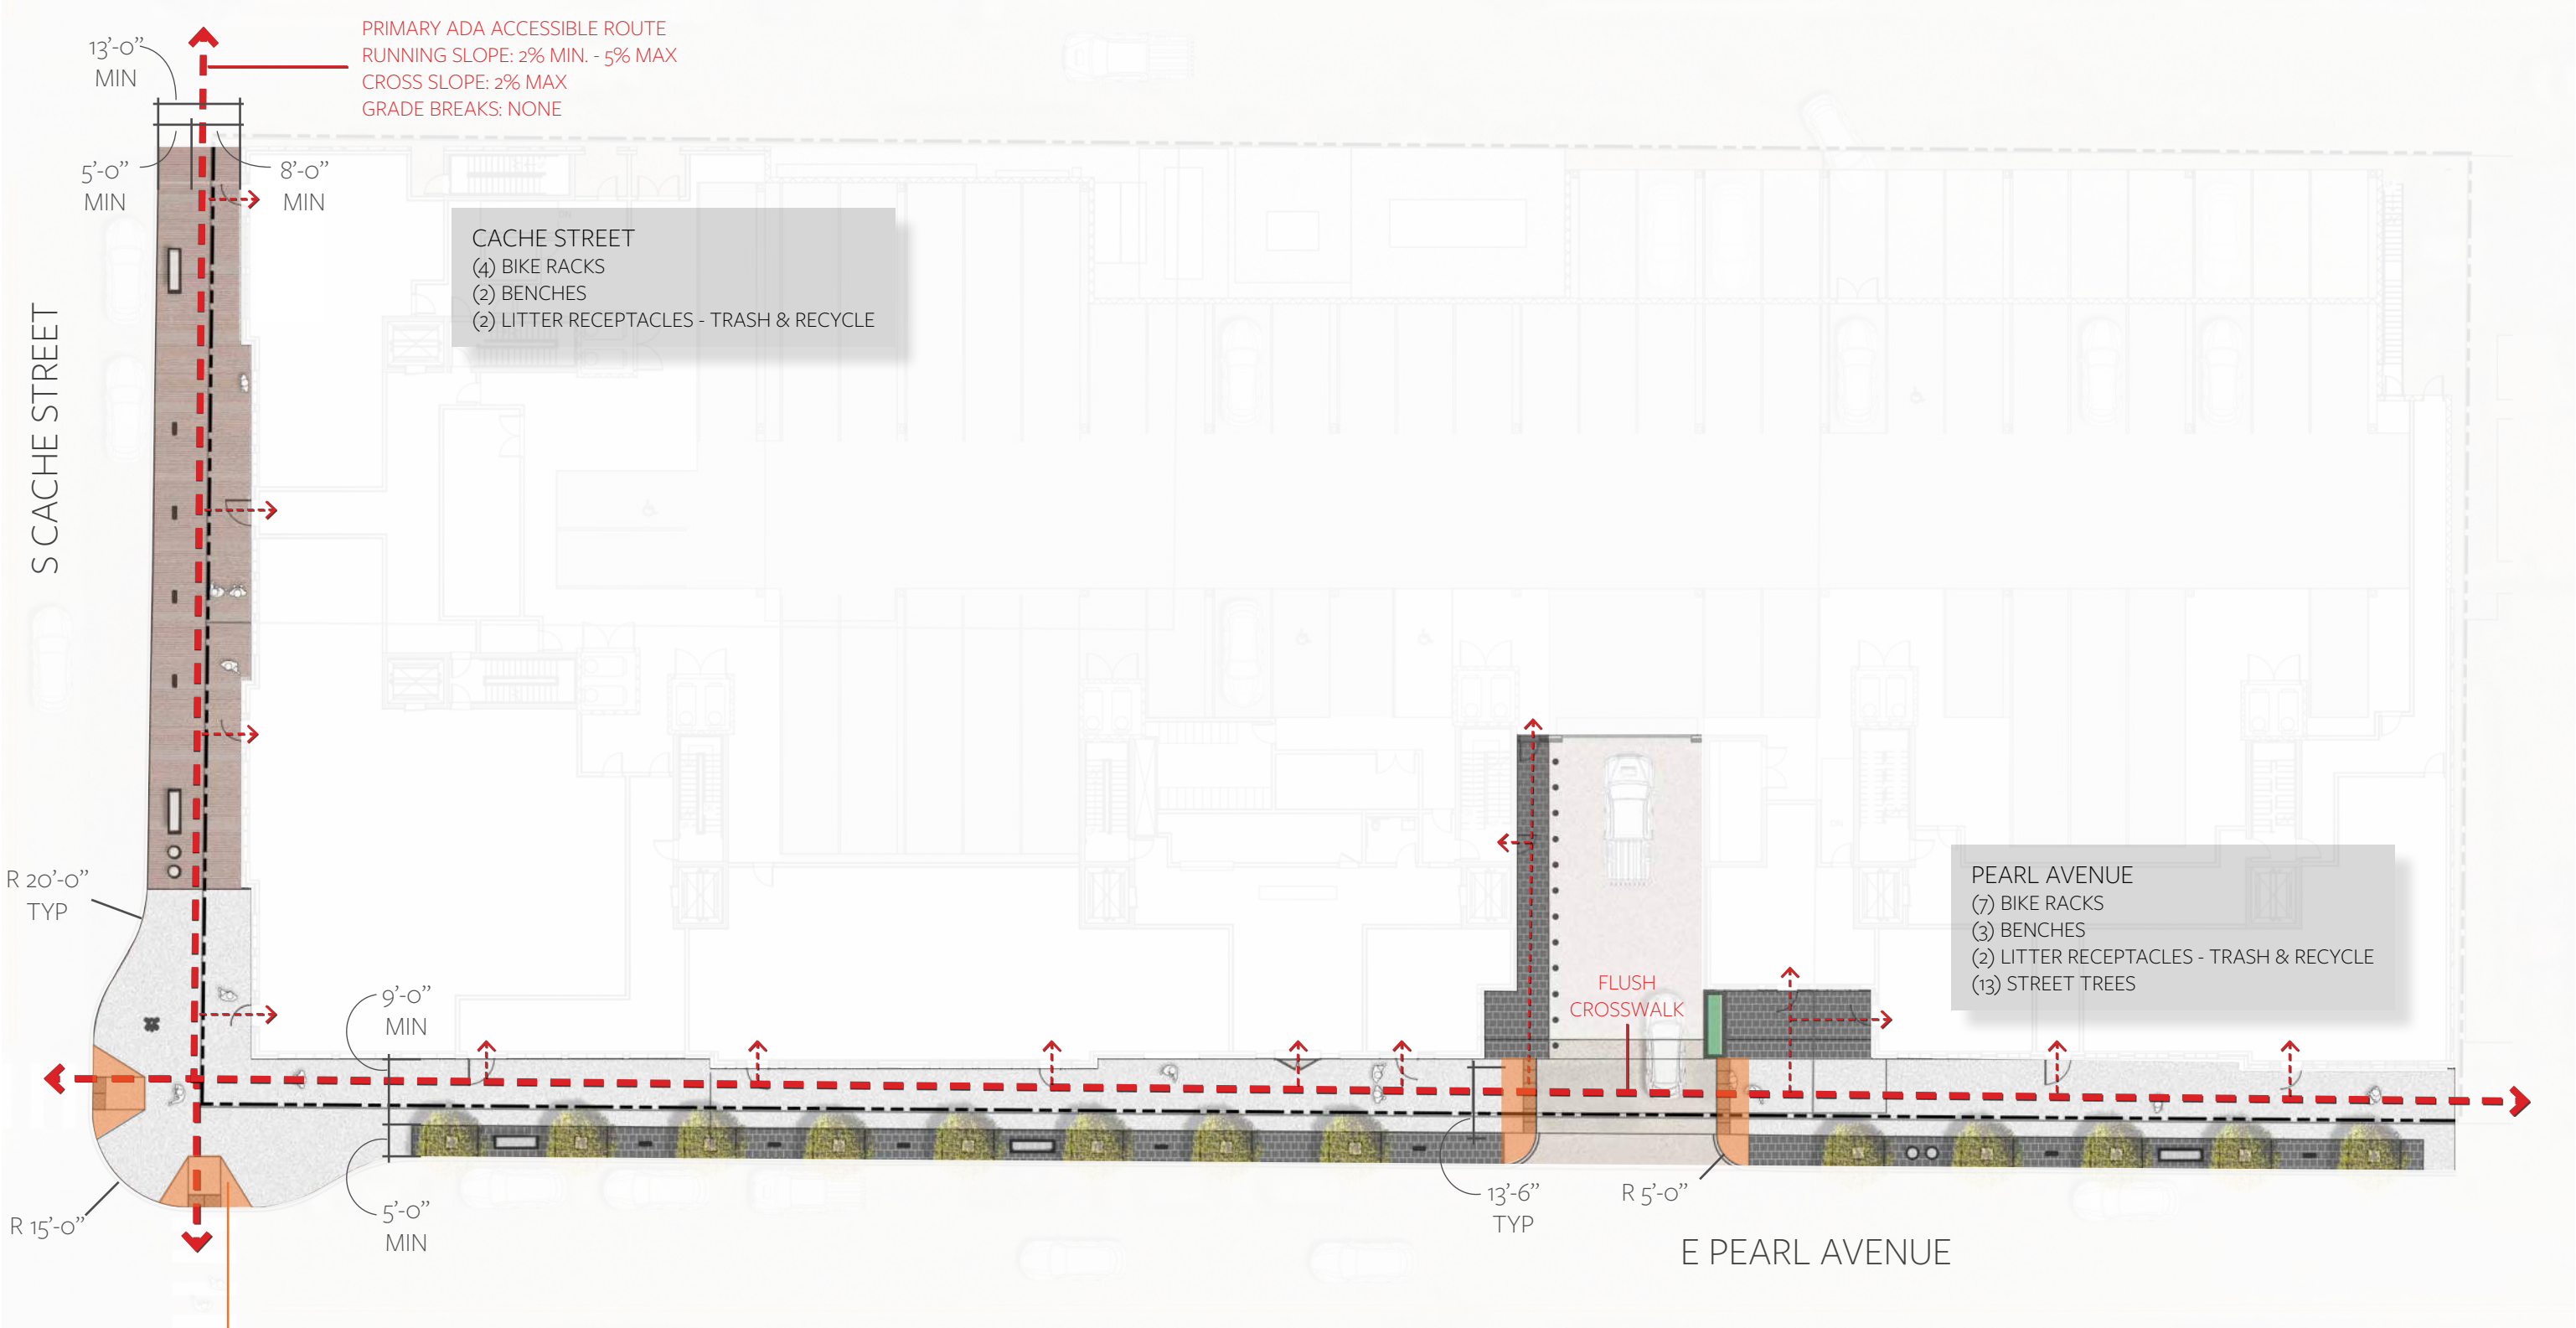 PRIMARY ADA ACCESSIBLE ROUTE
RUNNING SLOPE: 2% MIN. - 5% MAX
CROSS SLOPE: 2% MAX
GRADE BREAKS: NONE
13'-0"
MIN
5'-0"
MIN
8'-0"
MIN
CACHE STREET
(4) BIKE RACKS
(2) BENCHES
(2) LITTER RECEPTACLES - TRASH & RECYCLE
S CACHE STREET
R 20'-0"
TYP
R 15'-0"
9'-0"
MIN
5'-0"
MIN
FLUSH
CROSSWALK
PEARL AVENUE
(7) BIKE RACKS
(3) BENCHES
(2) LITTER RECEPTACLES - TRASH & RECYCLE
(13) STREET TREES
13'-6"
TYP
R 5'-0"
E PEARL AVENUE